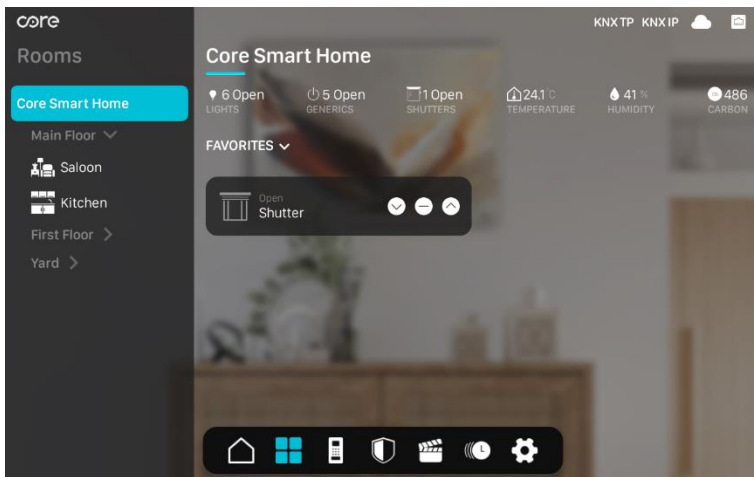 core
KNX TP KNX IP
Rooms
Core Smart Home
Core Smart Home
Main Floor
Saloon
Kitchen
First Floor
Yard
6 Open
LIGHTS
5 Open
GENERICS
1 Open
SHUTTERS
24.1 °C
TEMPERATURE
41 %
HUMIDITY
486
CARBON
FAVORITES
Open
Shutter